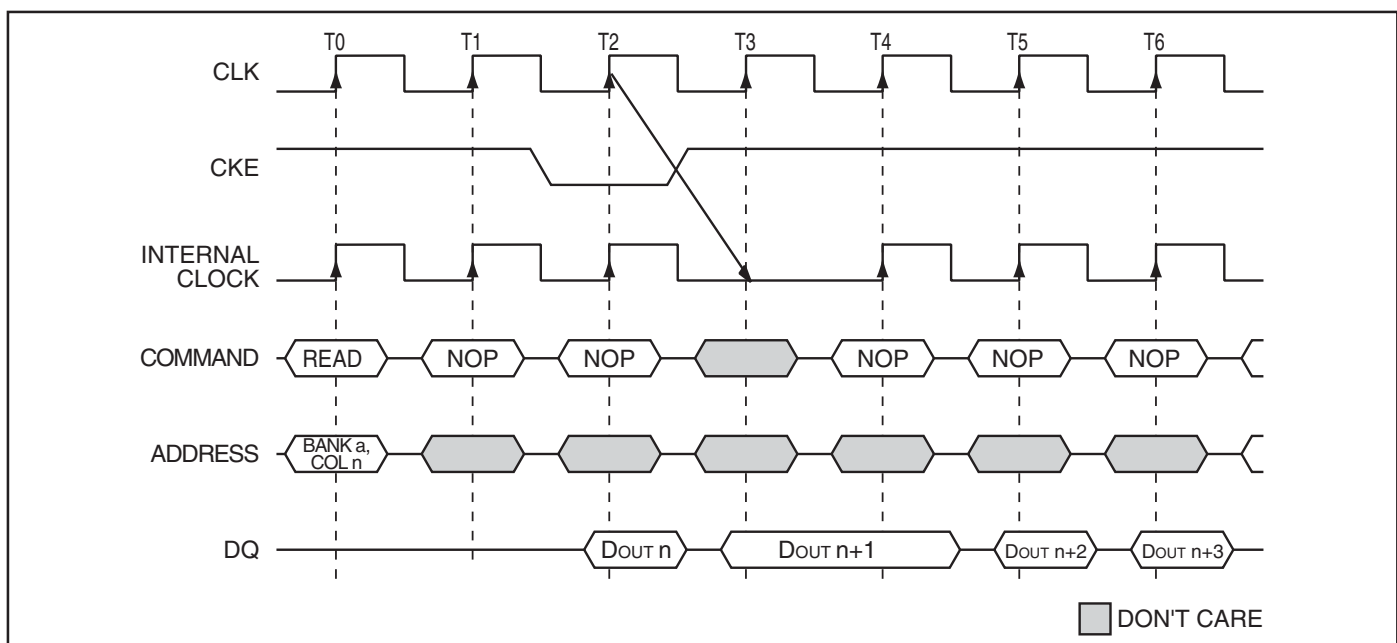 T0 T1 T2 T3 T4 T5 T6
CLK
CKE
INTERNAL
CLOCK
COMMAND READ NOP NOP NOP NOP NOP
ADDRESS BANK a,
COL n
DQ DOUT n DOUT n+1 DOUT n+2 DOUT n+3
DON'T CARE